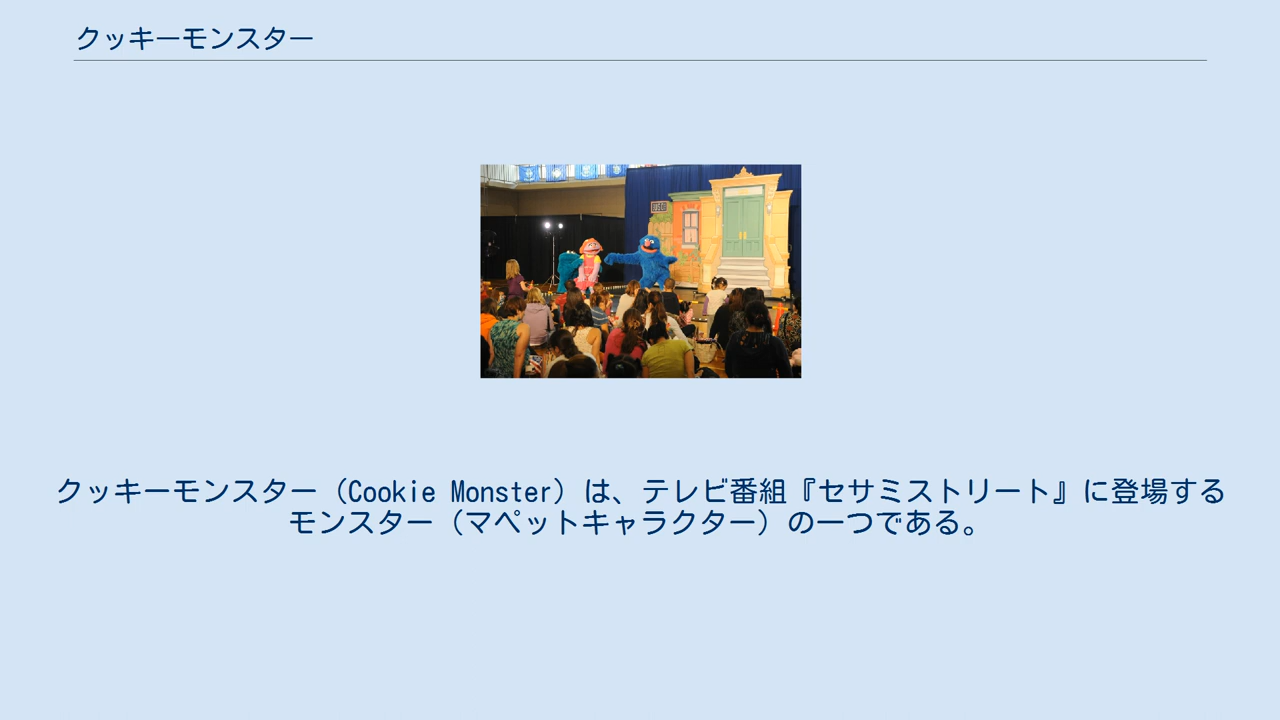 クッキーモンスター
クッキーモンスター（Cookie Monster）は、テレビ番組『セサミストリート』に登場する
モンスター（マペットキャラクター）の一つである。